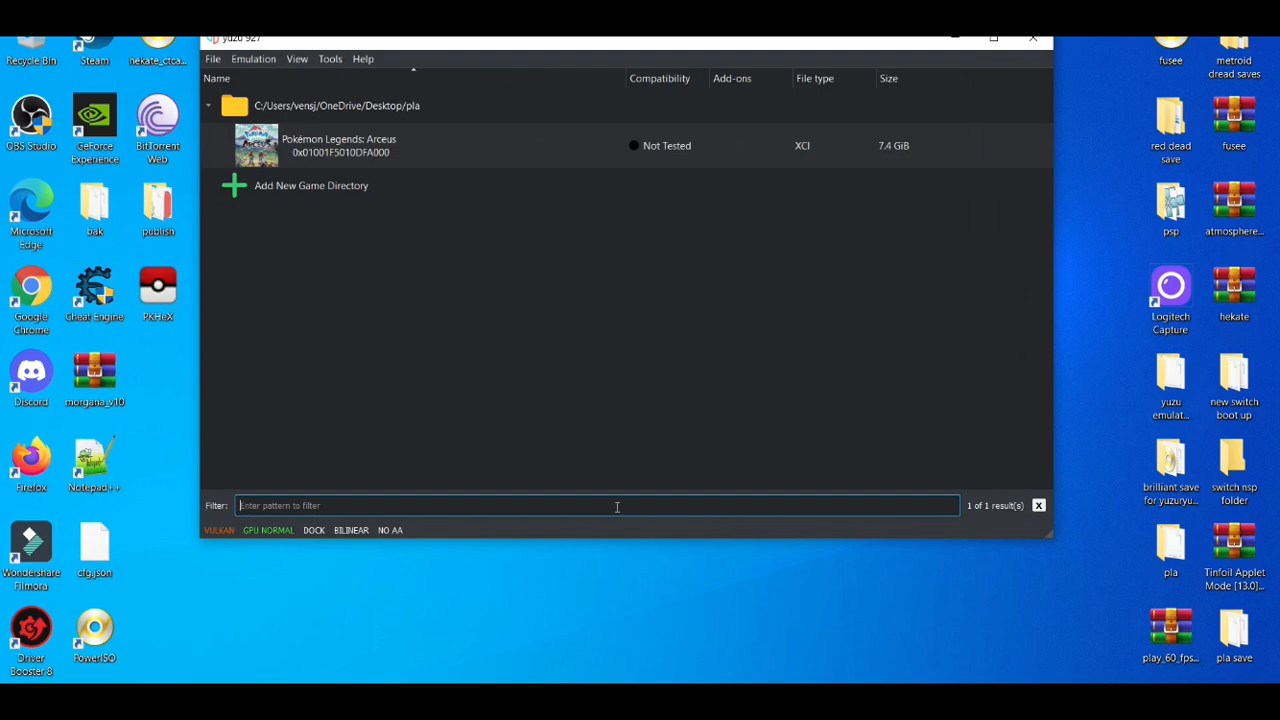 yuzu 927
File Emulation View Tools Help
Name Compatibility Add-ons File type Size
C:/Users/vensj/OneDrive/Desktop/pla
Pokémon Legends: Arceus
0x01001F5010DFA000
Not Tested XCI 7.4 GiB
Add New Game Directory
Filter: Enter pattern to filter 1 of 1 result(s) X
VULKAN GPU NORMAL DOCK BILINEAR NO AA
Recycle Bin
Steam
nekate_ctca...
OBS Studio
GeForce
Experience
BitTorrent
Web
Microsoft
Edge
bak
publish
Google
Chrome
Cheat Engine
PKHeX
Discord
morgana_v10
Firefox
Notepad++
Wondershare
Filmora
cfg.json
Driver
Booster 8
PowerISO
fusee
metroid
dread saves
red dead
save
fusee
psp
atmosphere...
Logitech
Capture
hekate
yuzu
emulat...
new switch
boot up
brilliant save
for yuzuryu...
switch nsp
folder
pla
Tinfoil Applet
Mode [13.0]...
play_60_fps...
pla save